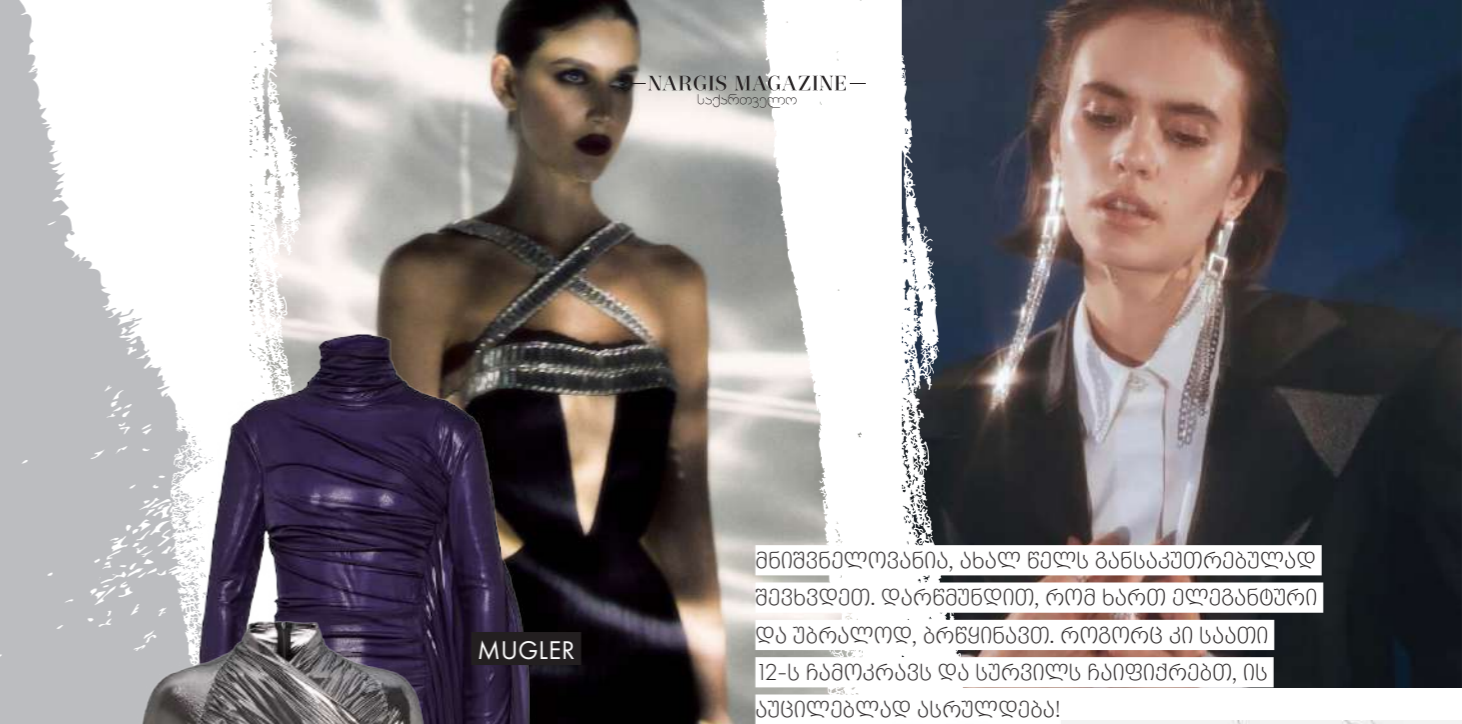 NARGIS MAGAZINE
საქართველო
MUGLER
მნიშვნელოვანია, ახალ წელს განსაკუთრებულად
შევხვდეთ. დარწმუნდით, რომ ხართ ელეგანტური
და უბრალოდ, ბრწყინავთ. როგორც კი საათი
12-ს ჩამოკრავს და სურვილს ჩაიფიქრებთ, ის
აუცილებლად ასრულდება!